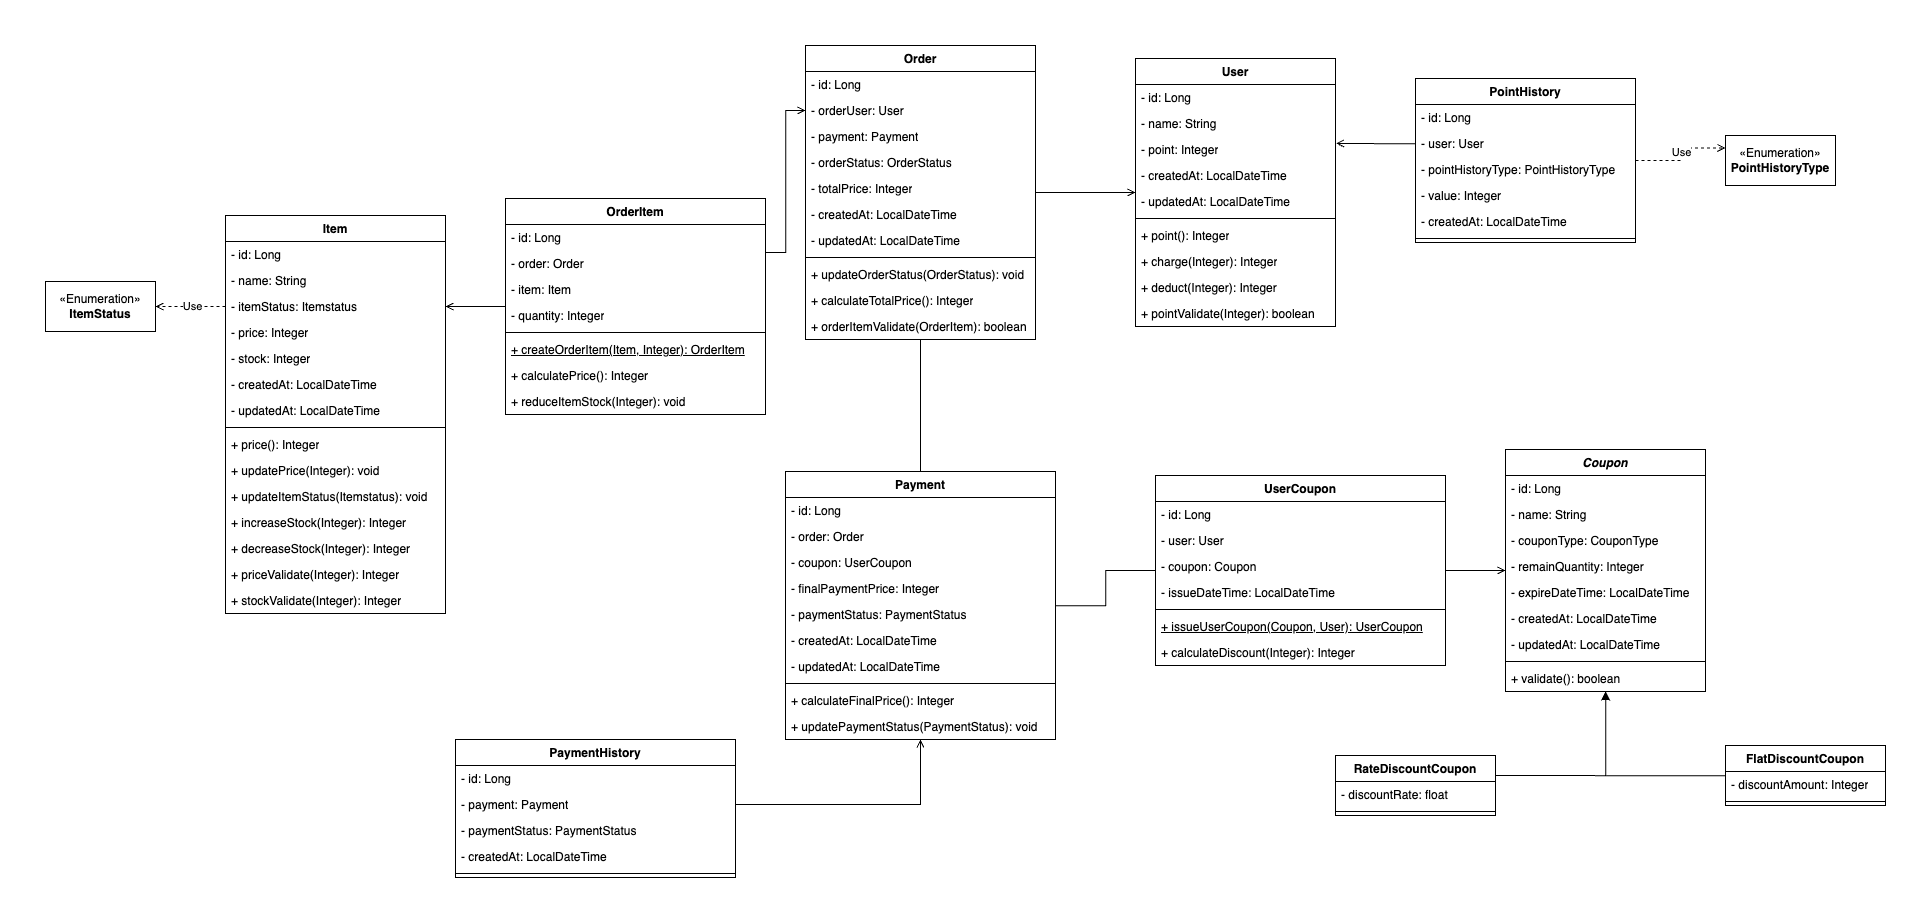 Order
- id: Long
- orderUser: User
- payment: Payment
- orderStatus: OrderStatus
- totalPrice: Integer
- createdAt: LocalDateTime
- updatedAt: LocalDateTime
+ updateOrderStatus(OrderStatus): void
+ calculateTotalPrice(): Integer
+ orderItemValidate(OrderItem): boolean
User
- id: Long
- name: String
- point: Integer
- createdAt: LocalDateTime
- updatedAt: LocalDateTime
+ point(): Integer
+ charge(Integer): Integer
+ deduct(Integer): Integer
+ pointValidate(Integer): boolean
PointHistory
- id: Long
- user: User
- pointHistoryType: PointHistoryType
- value: Integer
- createdAt: LocalDateTime
Use
«Enumeration»
PointHistoryType
OrderItem
- id: Long
- order: Order
- item: Item
- quantity: Integer
+ createOrderItem(Item, Integer): OrderItem
+ calculatePrice(): Integer
+ reduceItemStock(Integer): void
Item
- id: Long
- name: String
- itemStatus: Itemstatus
- price: Integer
- stock: Integer
- createdAt: LocalDateTime
- updatedAt: LocalDateTime
+ price(): Integer
+ updatePrice(Integer): void
+ updateItemStatus(Itemstatus): void
+ increaseStock(Integer): Integer
+ decreaseStock(Integer): Integer
+ priceValidate(Integer): Integer
+ stockValidate(Integer): Integer
«Enumeration»
ItemStatus
Use
Payment
- id: Long
- order: Order
- coupon: UserCoupon
- finalPaymentPrice: Integer
- paymentStatus: PaymentStatus
- createdAt: LocalDateTime
- updatedAt: LocalDateTime
+ calculateFinalPrice(): Integer
+ updatePaymentStatus(PaymentStatus): void
UserCoupon
- id: Long
- user: User
- coupon: Coupon
- issueDateTime: LocalDateTime
+ issueUserCoupon(Coupon, User): UserCoupon
+ calculateDiscount(Integer): Integer
Coupon
- id: Long
- name: String
- couponType: CouponType
- remainQuantity: Integer
- expireDateTime: LocalDateTime
- createdAt: LocalDateTime
- updatedAt: LocalDateTime
+ validate(): boolean
PaymentHistory
- id: Long
- payment: Payment
- paymentStatus: PaymentStatus
- createdAt: LocalDateTime
RateDiscountCoupon
- discountRate: float
FlatDiscountCoupon
- discountAmount: Integer